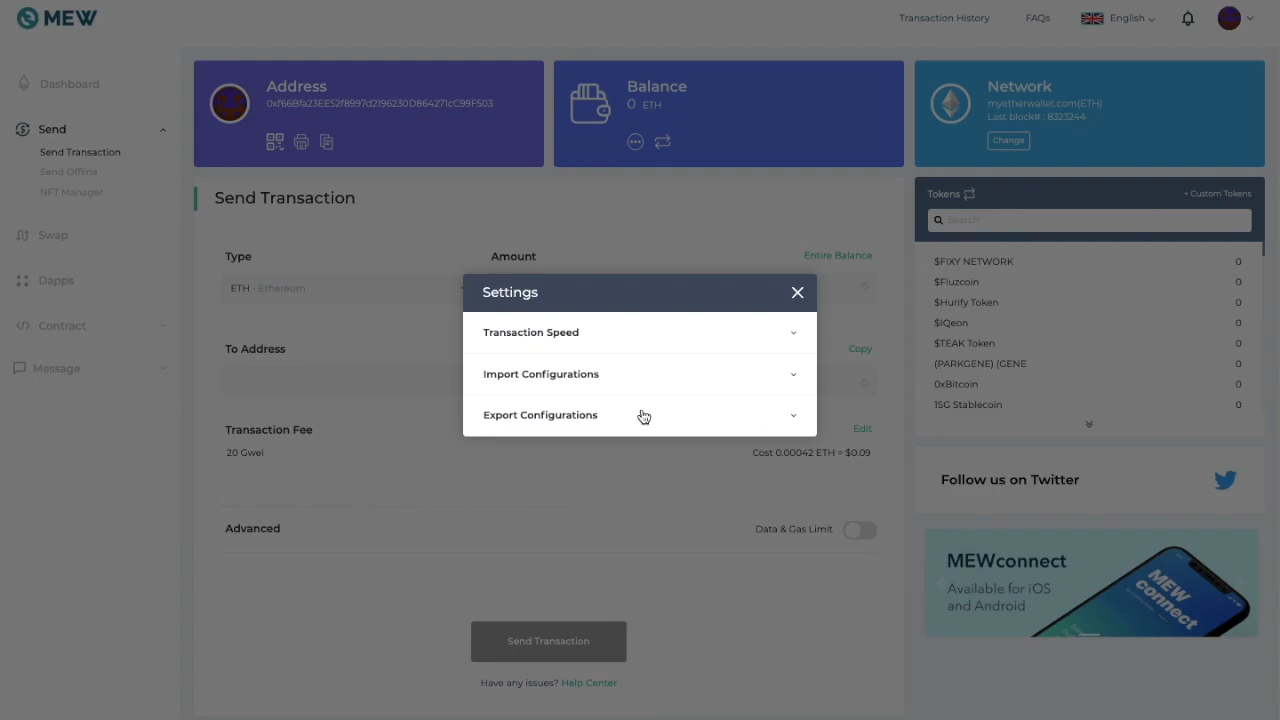 MEW
Transaction History
FAQs
English
Dashboard
Send
Send Transaction
Send Offline
NFT Manager
Swap
Dapps
Contract
Message
Address
0xf66Bfa23EE52f8997d2196230D864271cC99F503
Balance
0 ETH
Network
myetherwallet.com(ETH)
Last block# : 8323244
Change
Send Transaction
Type
Amount
Entire Balance
ETH - Ethereum
To Address
Copy
Transaction Fee
Edit
20 Gwei
Cost 0.00042 ETH = $0.09
Advanced
Data & Gas Limit
Send Transaction
Have any issues? Help Center
Settings
Transaction Speed
Import Configurations
Export Configurations
Tokens
+ Custom Tokens
Search
$FIXY NETWORK 0
$Fluzcoin 0
$Hurify Token 0
$IQeon 0
$TEAK Token 0
(PARKGENE) (GENE 0
0xBitcoin 0
1SG Stablecoin 0
Follow us on Twitter
MEWconnect
Available for iOS
and Android
MEW
connect